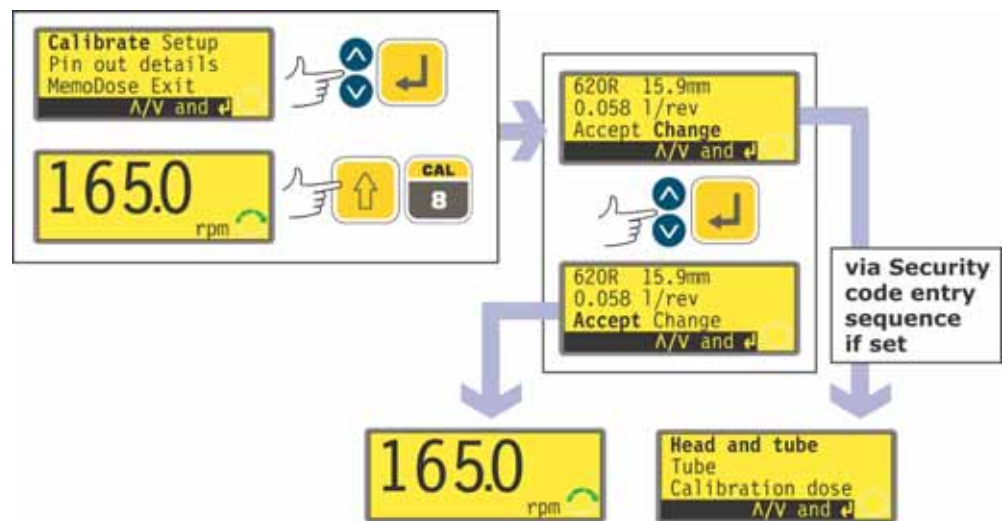 Calibrate Setup
Pin out details
MemoDose Exit
Λ/V and ↲
165.0
rpm
CAL
8
620R 15.9mm
0.058 l/rev
Accept Change
Λ/V and ↲
620R 15.9mm
0.058 l/rev
Accept Change
Λ/V and ↲
via Security
code entry
sequence
if set
165.0
rpm
Head and tube
Tube
Calibration dose
Λ/V and ↲